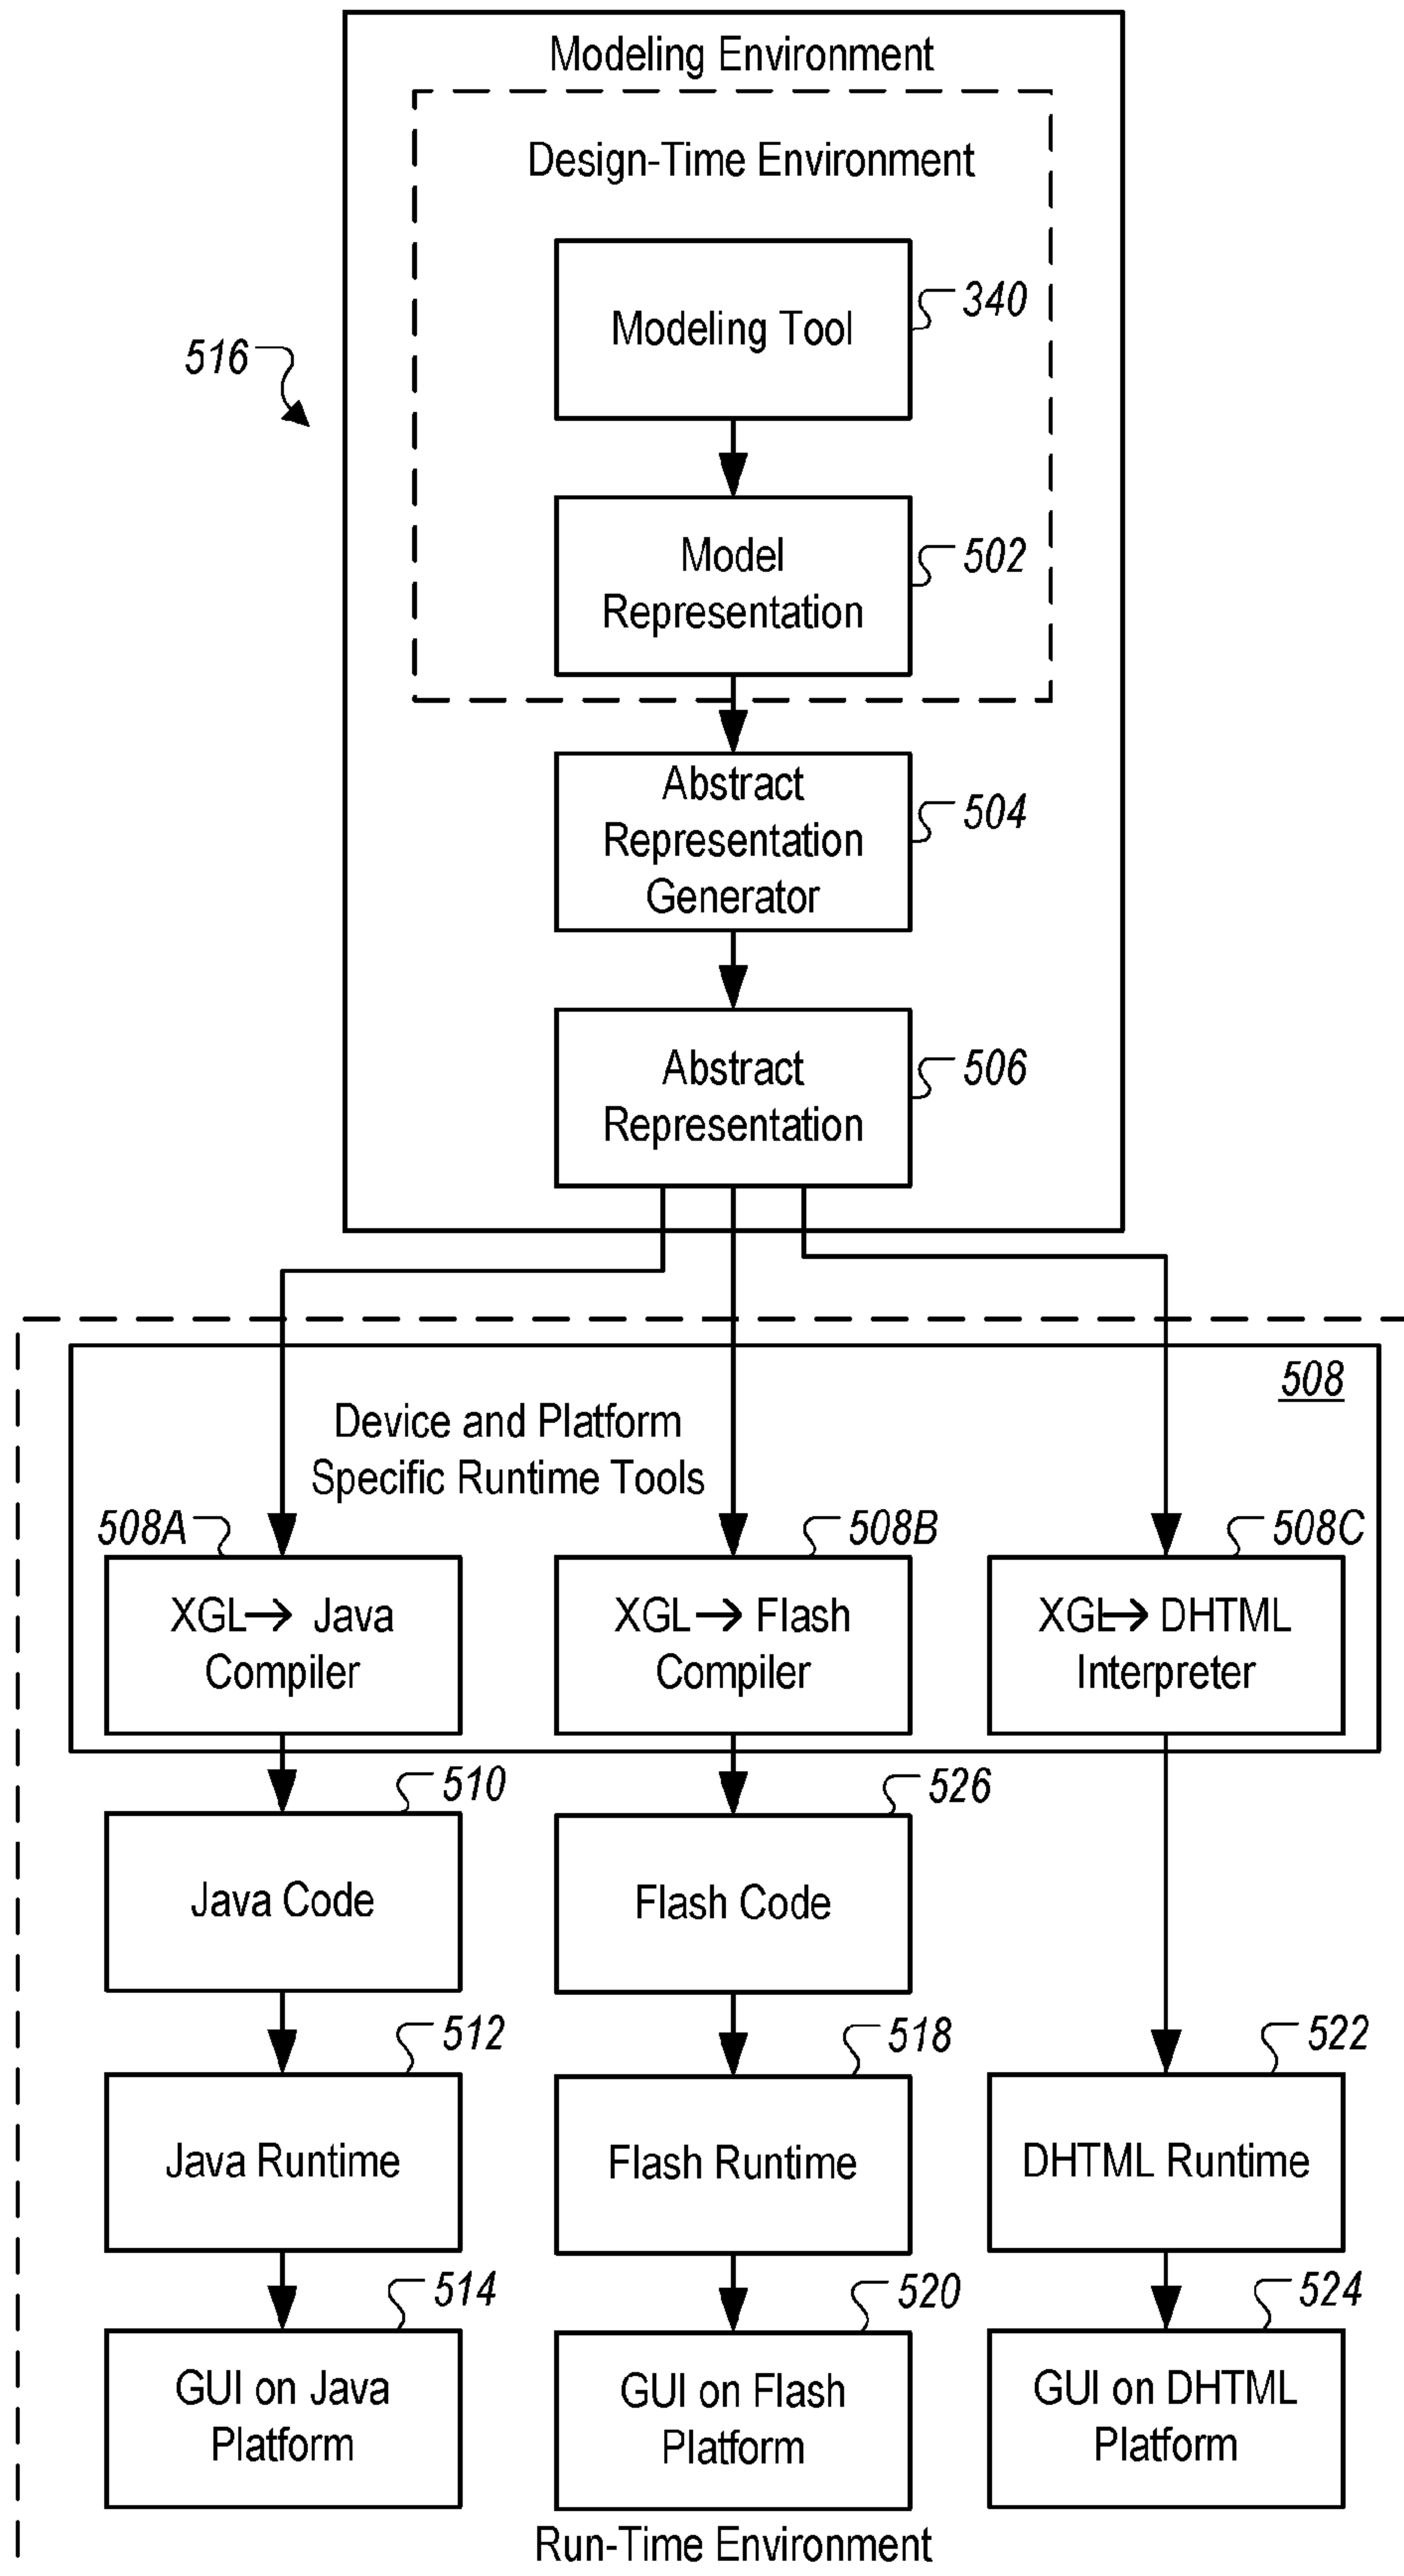 Modeling Environment
Design-Time Environment
Modeling Tool
340
516
Model
Representation
502
Abstract
Representation
Generator
504
Abstract
Representation
506
508
Device and Platform
Specific Runtime Tools
508A
508B
508C
XGL→ Java
Compiler
XGL→ Flash
Compiler
XGL→ DHTML
Interpreter
510
526
Java Code
Flash Code
512
518
522
Java Runtime
Flash Runtime
DHTML Runtime
514
520
524
GUI on Java
Platform
GUI on Flash
Platform
GUI on DHTML
Platform
Run-Time Environment